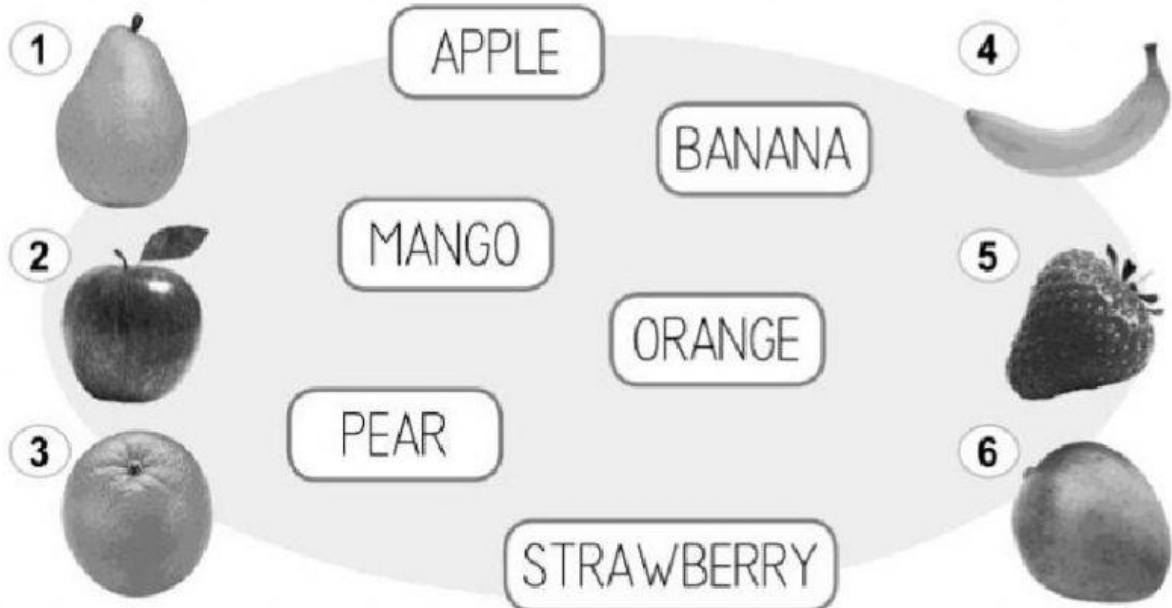 1
APPLE
4
BANANA
2
MANGO
5
ORANGE
3
PEAR
6
STRAWBERRY